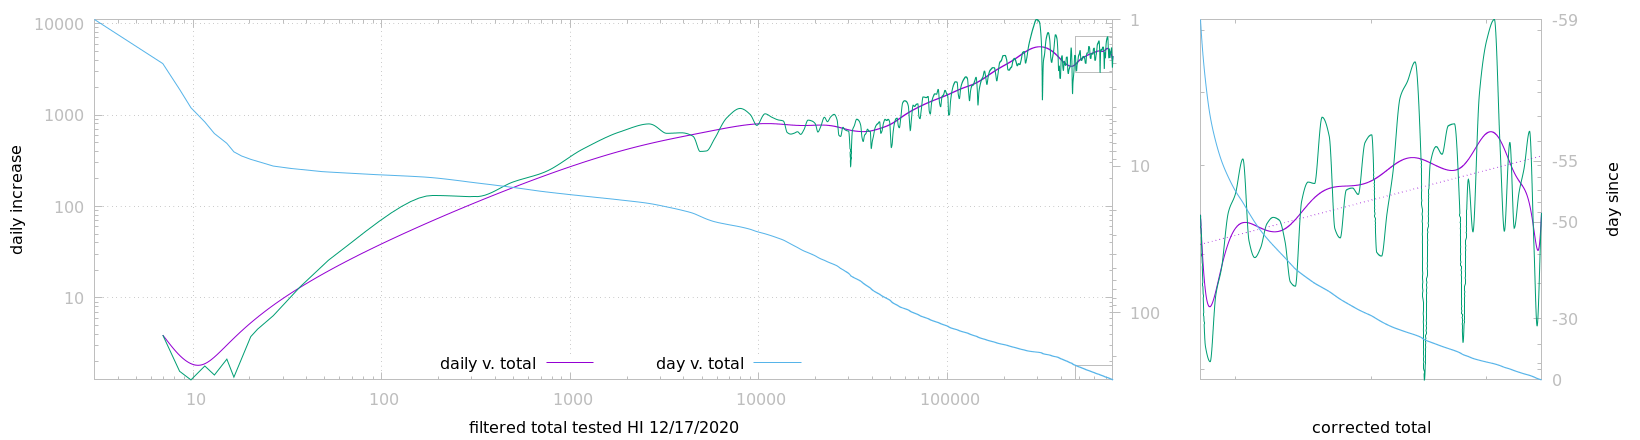 10000
1000
100
10
daily increase
10
100
1000
10000
100000
filtered total tested HI 12/17/2020
daily v. total
day v. total
1
10
100
-59
-55
-50
-30
0
day since
corrected total